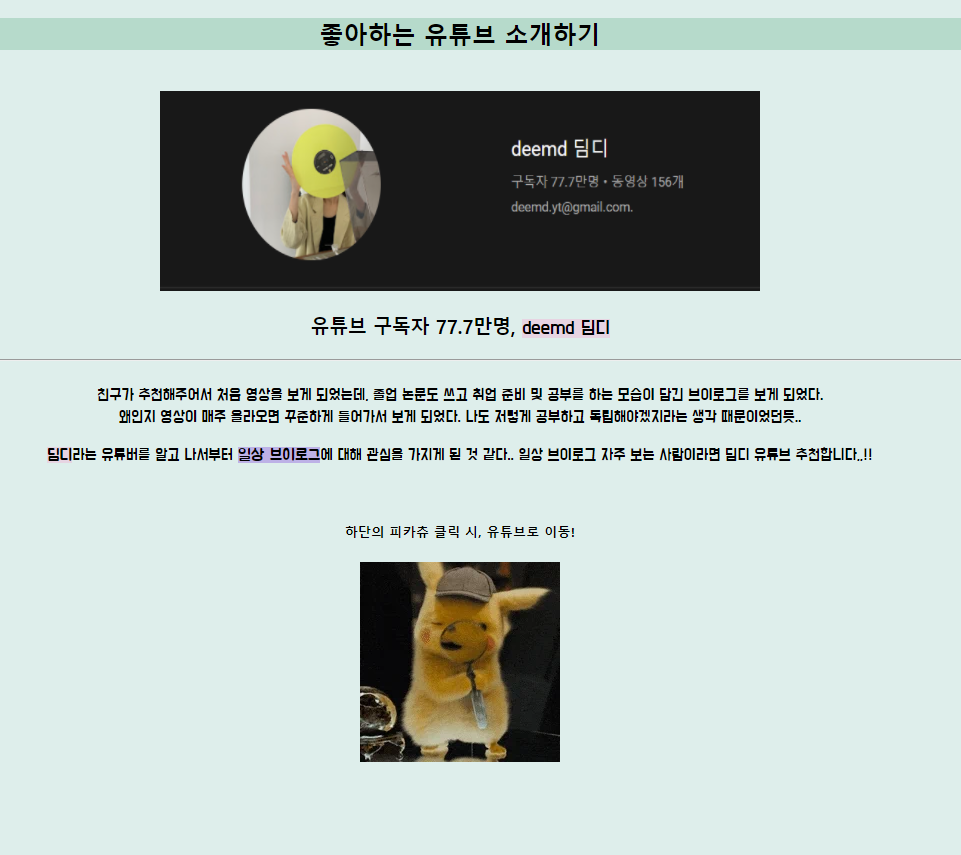 좋아하는 유튜브 소개하기
deemd 딤디
구독자 77.7만명 • 동영상 156개
deemd.yt@gmail.com.
유튜브 구독자 77.7만명, deemd 딤디
친구가 추천해주어서 처음 영상을 보게 되었는데, 졸업 논문도 쓰고 취업 준비 및 공부를 하는 모습이 담긴 브이로그를 보게 되었다.
왜인지 영상이 매주 올라오면 꾸준하게 들어가서 보게 되었다. 나도 저렇게 공부하고 독립해야겠지라는 생각 때문이었던듯..
딤디라는 유튜버를 알고 나서부터 일상 브이로그에 대해 관심을 가지게 된 것 같다.. 일상 브이로그 자주 보는 사람이라면 딤디 유튜브 추천합니다..!!
하단의 피카츄 클릭 시, 유튜브로 이동!